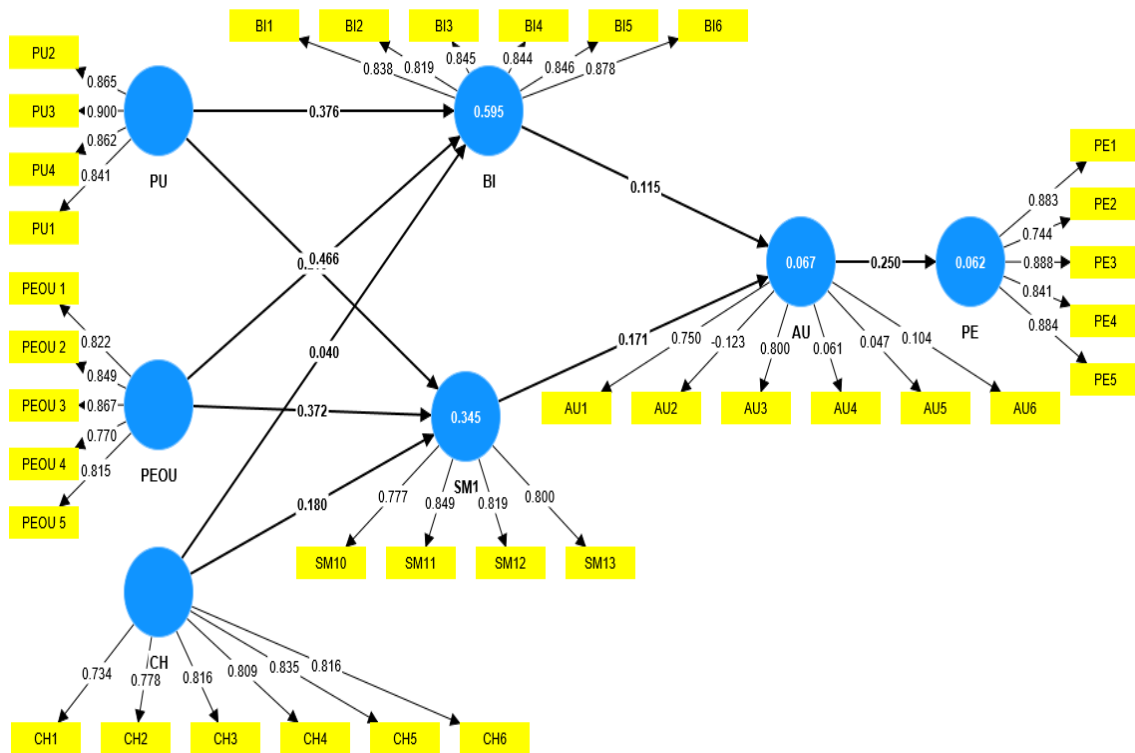 BI1
BI2
BI3
BI4
BI5
BI6
0.838
0.819
0.845
0.844
0.846
0.878
PU2
PU3
PU4
PU1
0.865
0.900
0.862
0.841
PU
0.376
0.595
BI
0.115
PE1
PE2
PE3
PE4
PE5
0.883
0.744
0.888
0.841
0.884
0.067
AU
0.250
0.062
PE
0.466
PEOU 1
PEOU 2
PEOU 3
PEOU 4
PEOU 5
0.822
0.849
0.867
0.770
0.815
PEOU
0.040
0.372
0.171
0.750
-0.123
0.800
0.061
0.047
0.104
AU1
AU2
AU3
AU4
AU5
AU6
0.345
SM1
0.180
0.777
0.849
0.819
0.800
SM10
SM11
SM12
SM13
CH
0.734
0.778
0.816
0.809
0.835
0.816
CH1
CH2
CH3
CH4
CH5
CH6